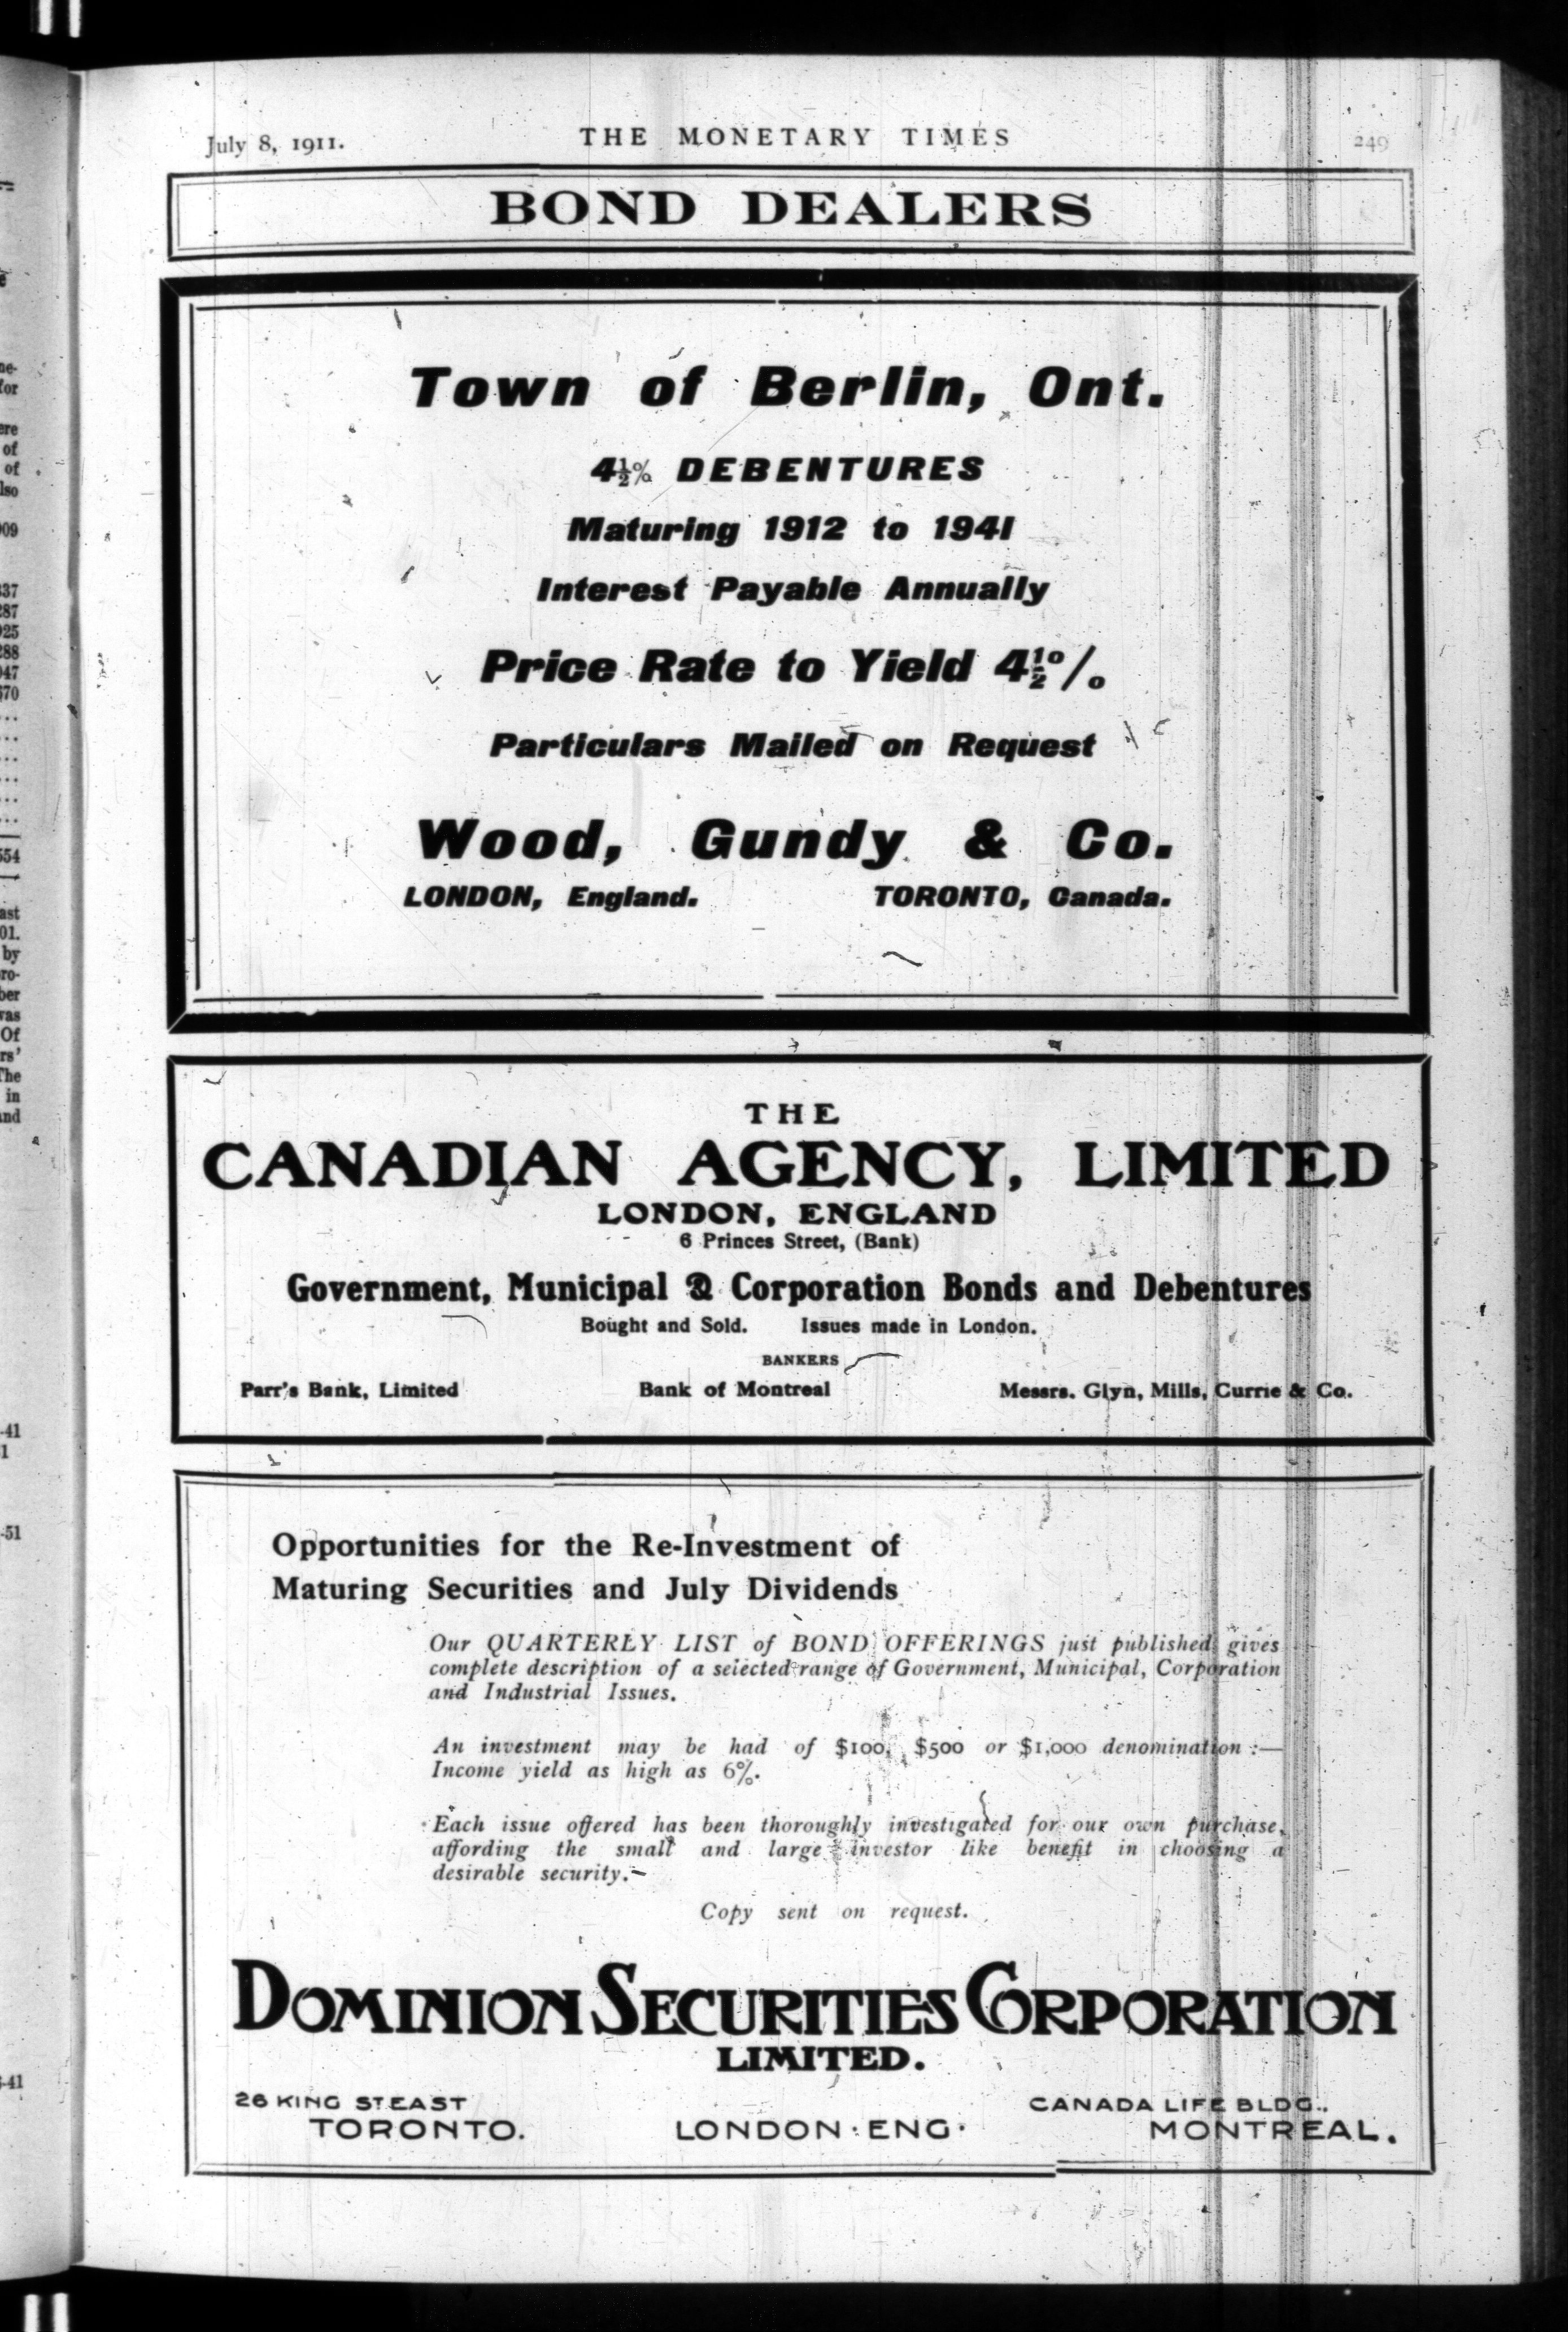 July 8, 1911.
THE MONETARY TIMES
249
BOND DEALERS
Town of Berlin, Ont.
4½% DEBENTURES
Maturing 1912 to 1941
Interest Payable Annually
Price Rate to Yield 4½%
Particulars Mailed on Request
Wood, Gundy & Co.
LONDON, England. TORONTO, Canada.
THE
CANADIAN AGENCY, LIMITED
LONDON, ENGLAND
6 Princes Street, (Bank)
Government, Municipal & Corporation Bonds and Debentures
Bought and Sold. Issues made in London.
BANKERS
Parr's Bank, Limited Bank of Montreal Messrs. Glyn, Mills, Currie & Co.
Opportunities for the Re-Investment of
Maturing Securities and July Dividends
Our QUARTERLY LIST of BOND OFFERINGS just published gives
complete description of a selected range of Government, Municipal, Corporation
and Industrial Issues.
An investment may be had of $100, $500 or $1,000 denomination:—
Income yield as high as 6%.
Each issue offered has been thoroughly investigated for our own purchase,
affording the small and large investor like benefit in choosing a
desirable security.—
Copy sent on request.
DOMINION SECURITIES CORPORATION
LIMITED.
26 KING ST. EAST
TORONTO.
LONDON·ENG·
CANADA LIFE BLDG.,
MONTREAL.